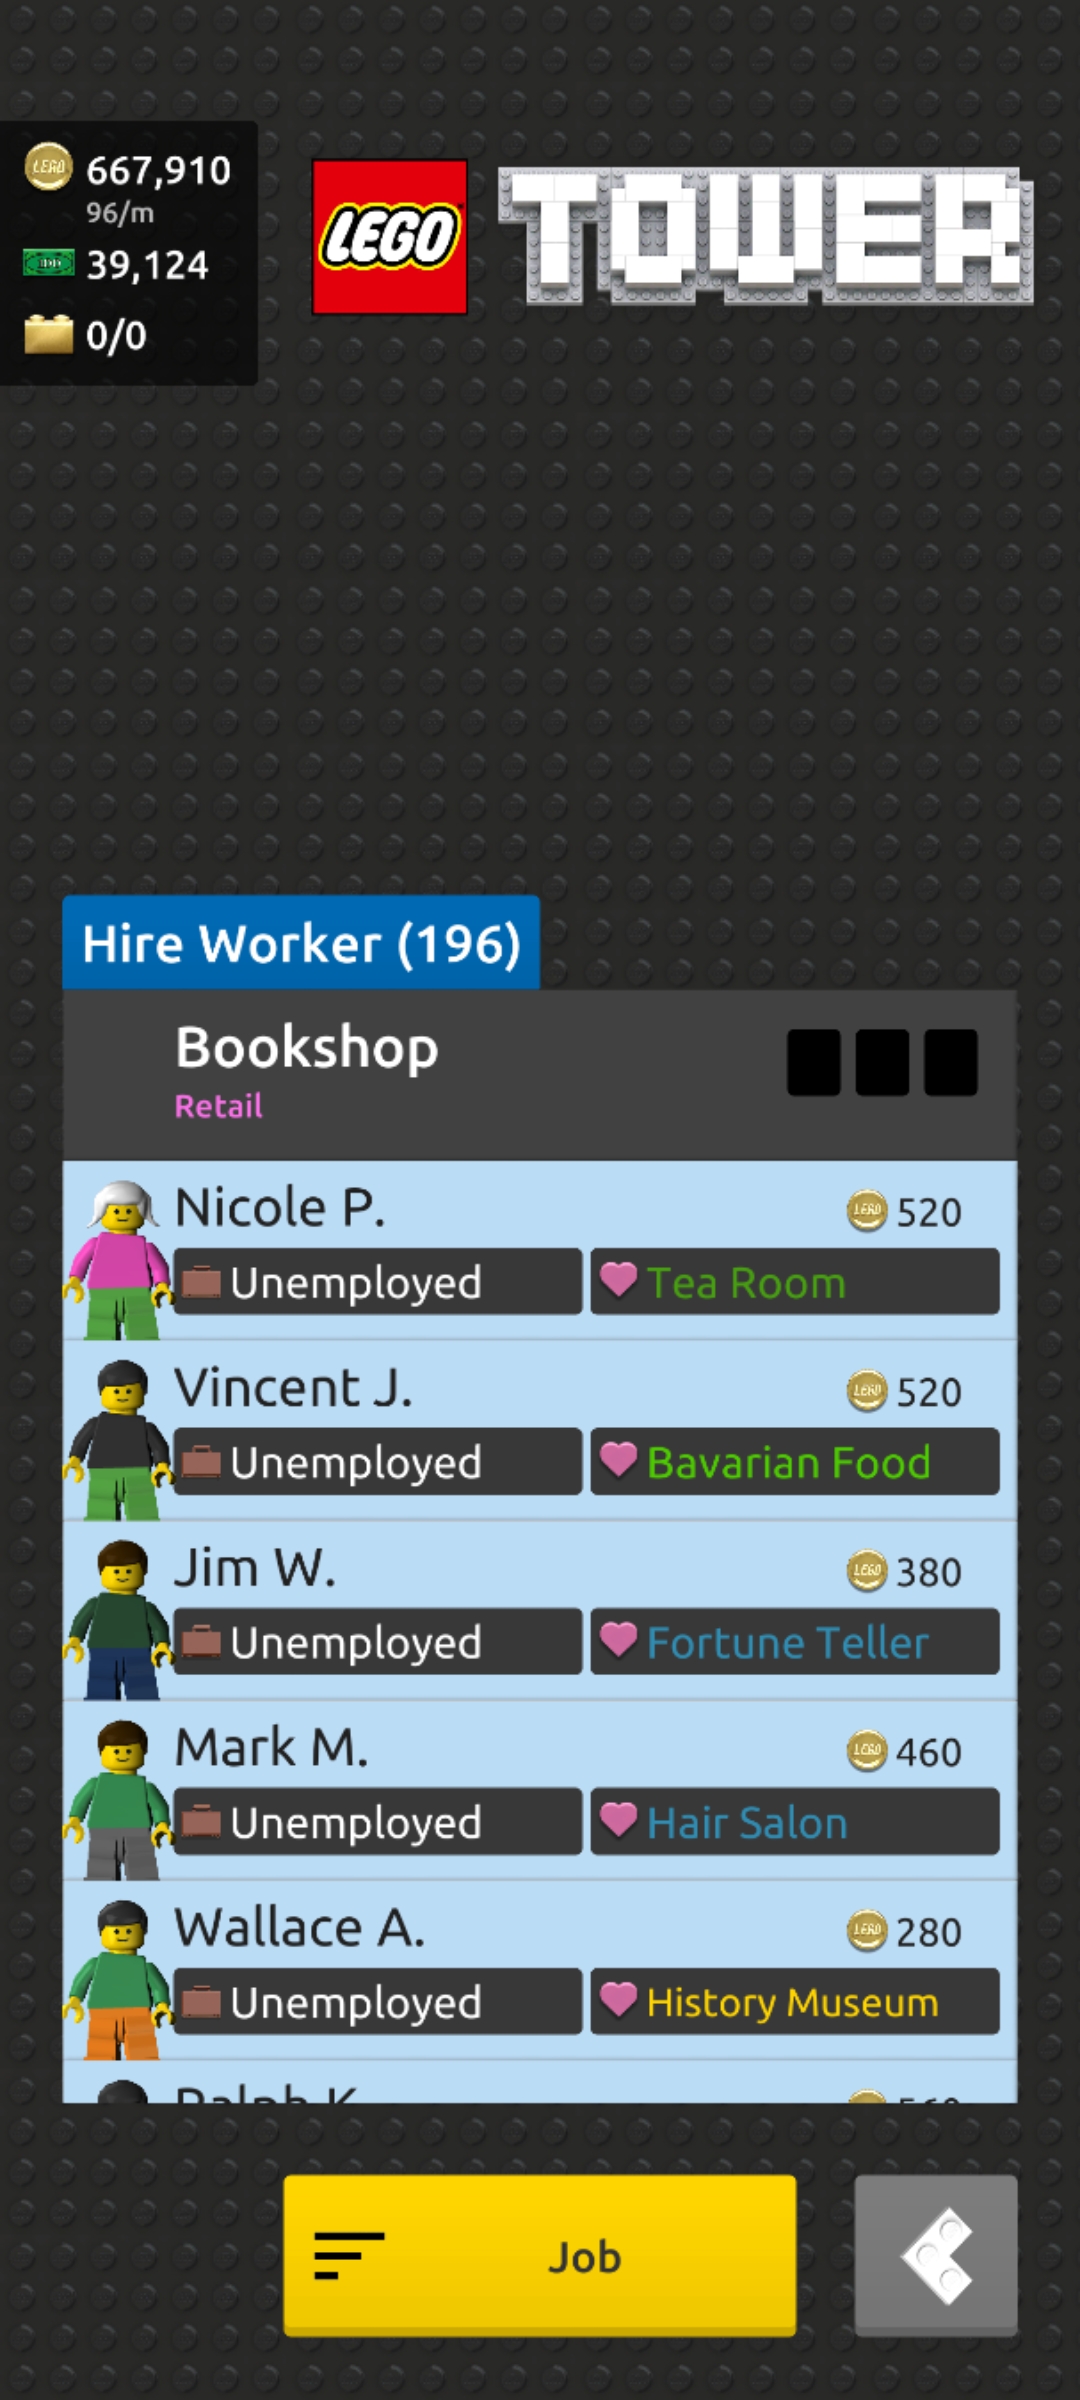 667,910
96/m
39,124
0/0
LEGO TOWER
Hire Worker (196)
Bookshop
Retail
Nicole P. 520
Unemployed Tea Room
Vincent J. 520
Unemployed Bavarian Food
Jim W. 380
Unemployed Fortune Teller
Mark M. 460
Unemployed Hair Salon
Wallace A. 280
Unemployed History Museum
Ralph K
Job